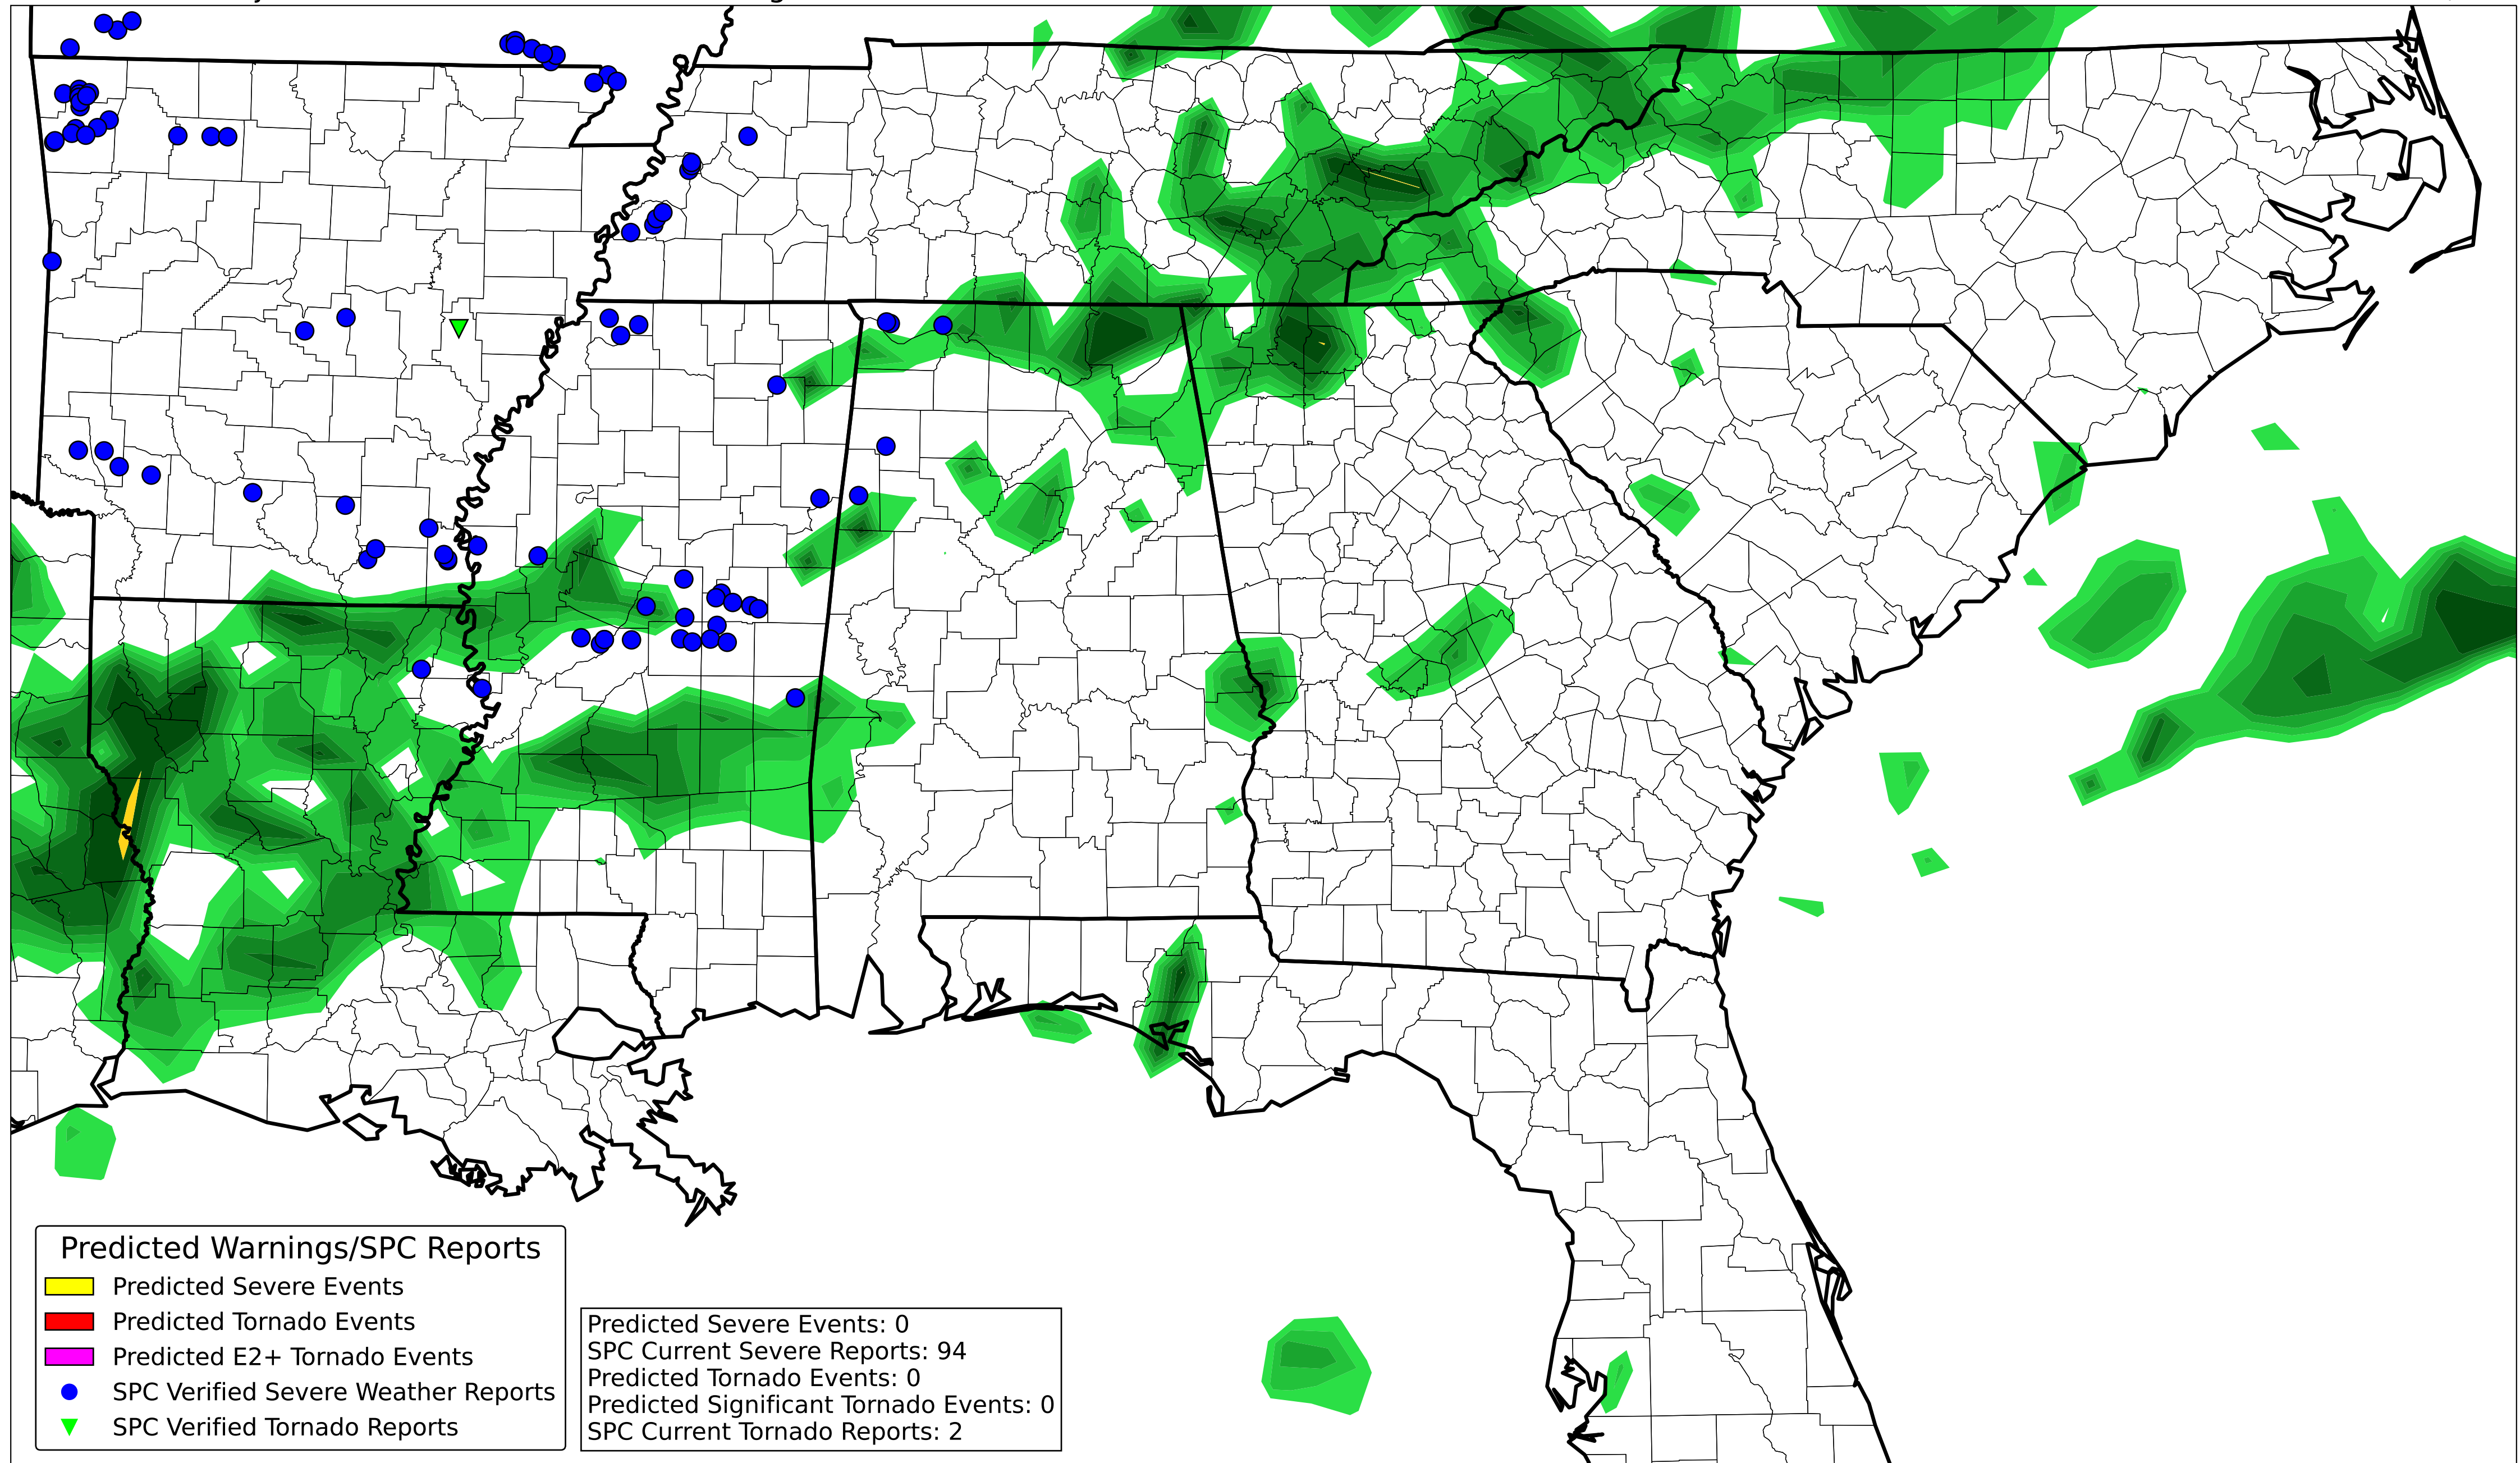 Predicted Warnings/SPC Reports
Predicted Severe Events
Predicted Tornado Events
Predicted E2+ Tornado Events
SPC Verified Severe Weather Reports
SPC Verified Tornado Reports
Predicted Severe Events: 0
SPC Current Severe Reports: 94
Predicted Tornado Events: 0
Predicted Significant Tornado Events: 0
SPC Current Tornado Reports: 2